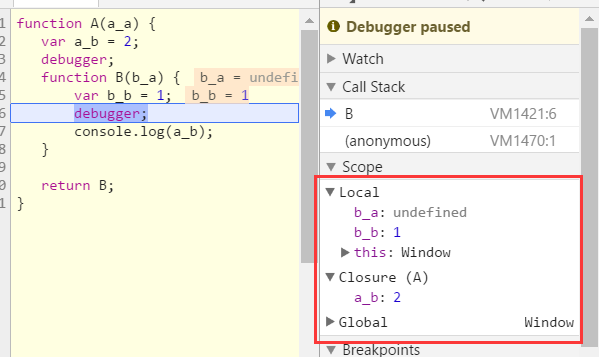 1 function A(a_a) {
2 var a_b = 2;
3 debugger;
4 function B(b_a) { b_a = undefi
5 var b_b = 1; b_b = 1
6 debugger;
7 console.log(a_b);
8 }
9
0 return B;
1 }
Debugger paused
Watch
Call Stack
B VM1421:6
(anonymous) VM1470:1
Scope
Local
b_a: undefined
b_b: 1
this: Window
Closure (A)
a_b: 2
Global Window
Breakpoints